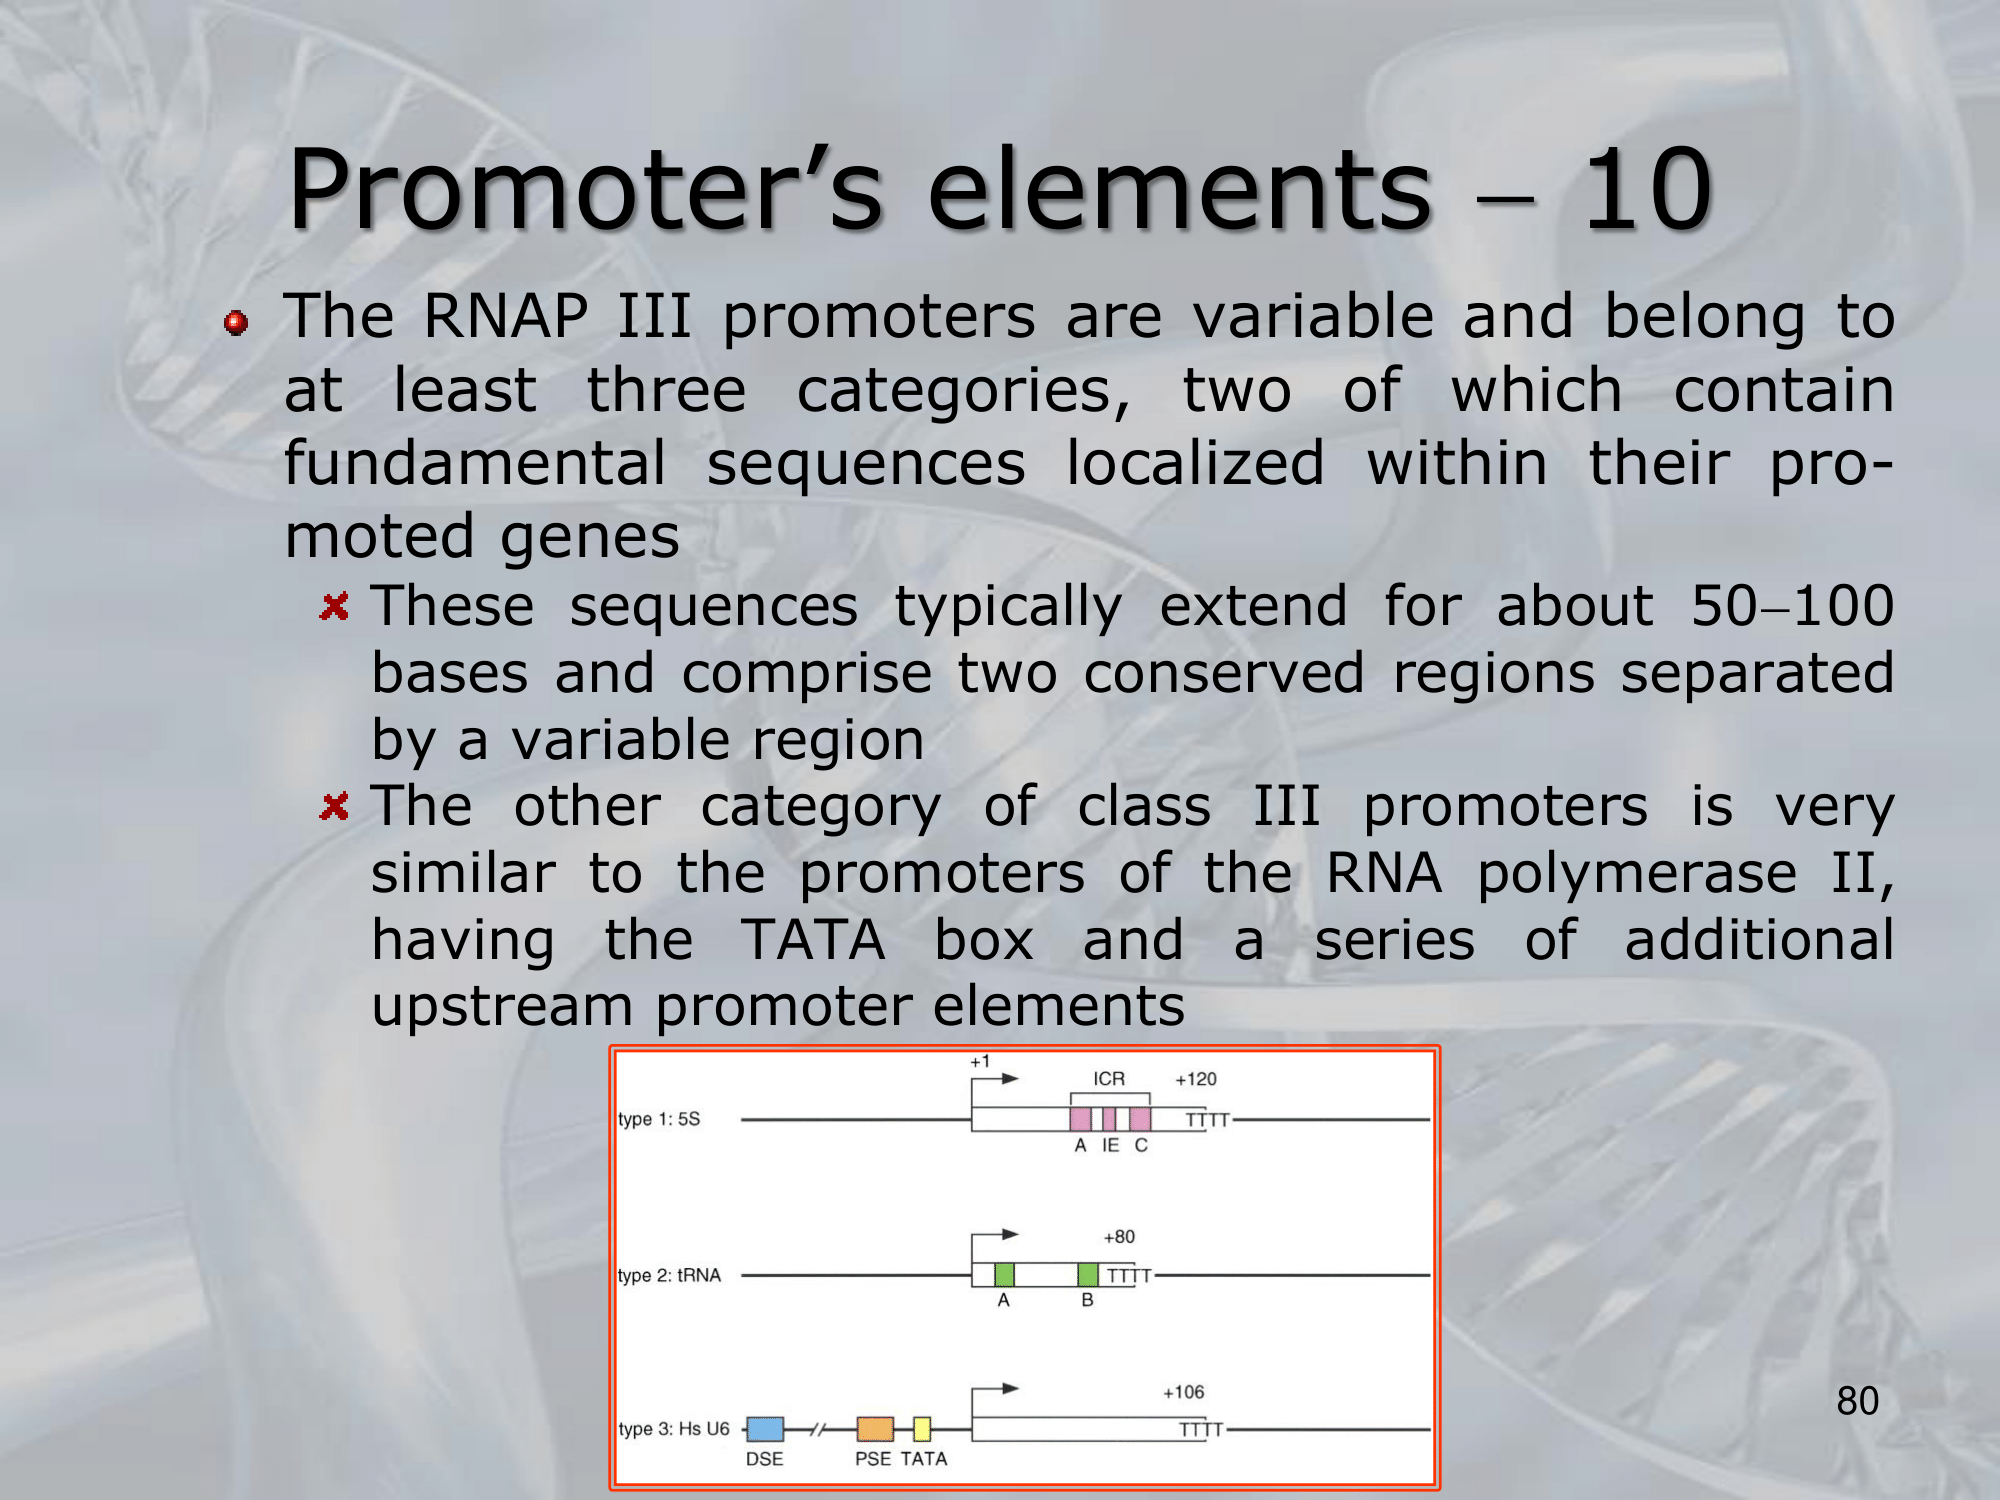 Promoter’s elements – 10
The RNAP III promoters are variable and belong to
at least three categories, two of which contain
fundamental sequences localized within their pro-
moted genes
These sequences typically extend for about 50–100
bases and comprise two conserved regions separated
by a variable region
The other category of class III promoters is very
similar to the promoters of the RNA polymerase II,
having the TATA box and a series of additional
upstream promoter elements
+1
ICR +120
type 1: 5S TTTT
A IE C
+80
type 2: tRNA TTTT
A B
+106
type 3: Hs U6 // TTTT
DSE PSE TATA
80